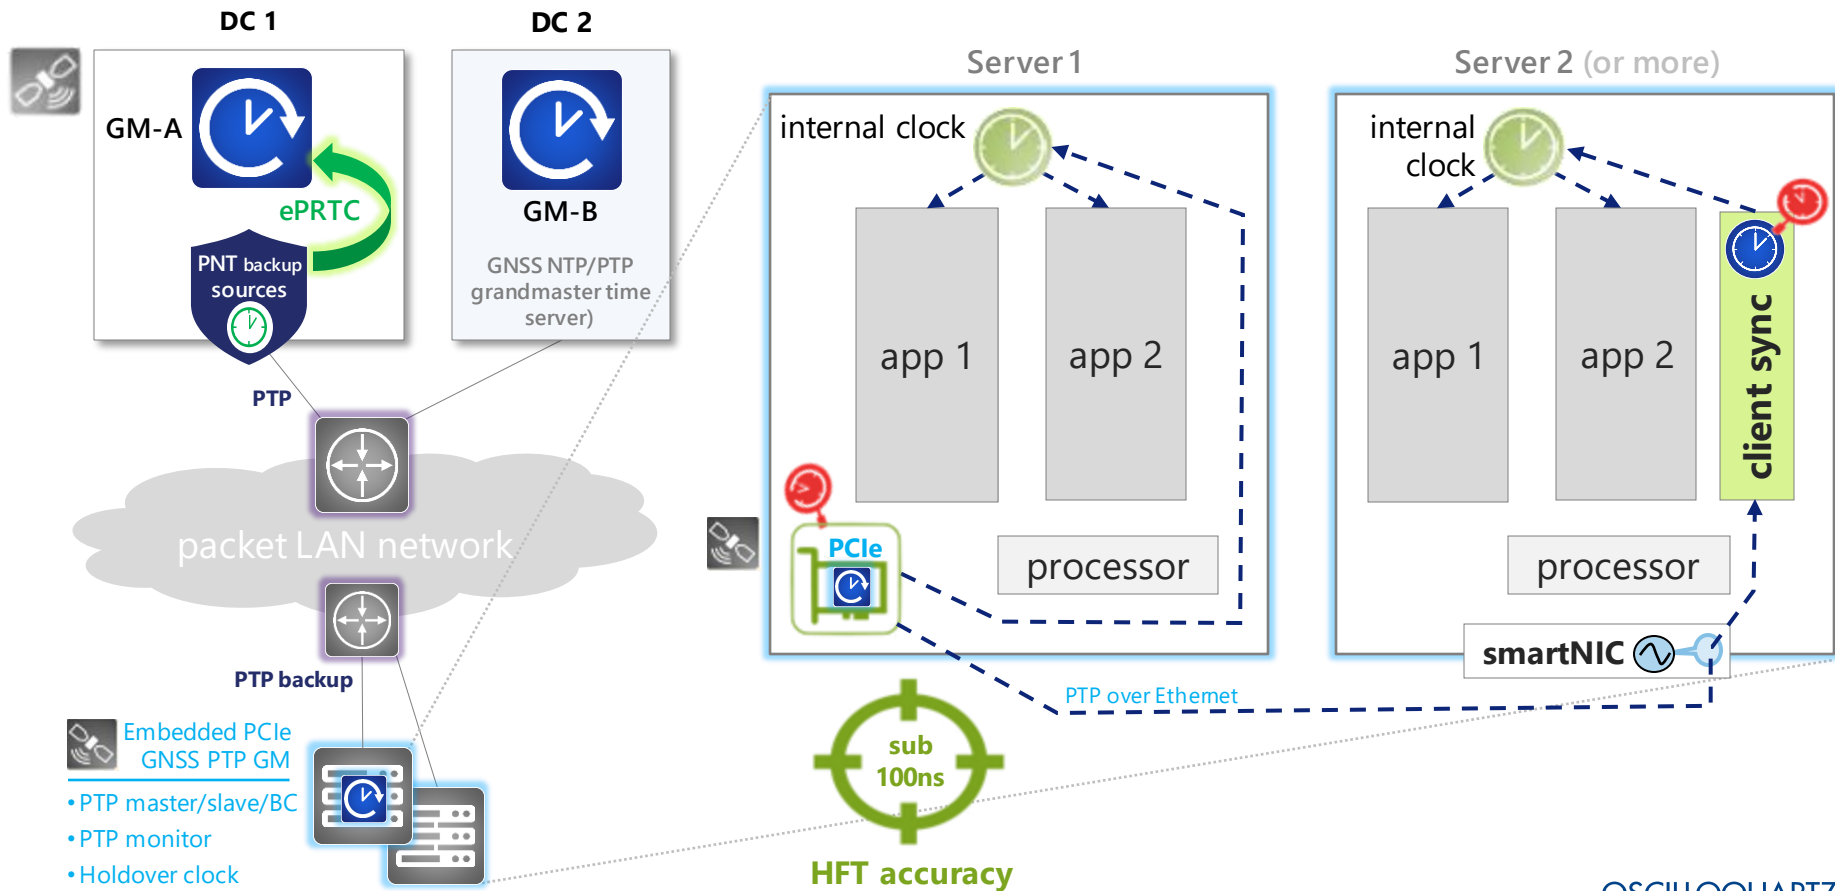 DC 1
DC 2
GM-A
ePRTC
PNT backup
sources
GM-B
GNSS NTP/PTP
grandmaster time
server)
PTP
packet LAN network
PTP backup
Embedded PCIe
GNSS PTP GM
• PTP master/slave/BC
• PTP monitor
• Holdover clock
Server 1
internal clock
app 1
app 2
PCIe
processor
Server 2 (or more)
internal
clock
app 1
app 2
client sync
processor
smartNIC
PTP over Ethernet
sub
100ns
HFT accuracy
OSCILLOQUARTZ